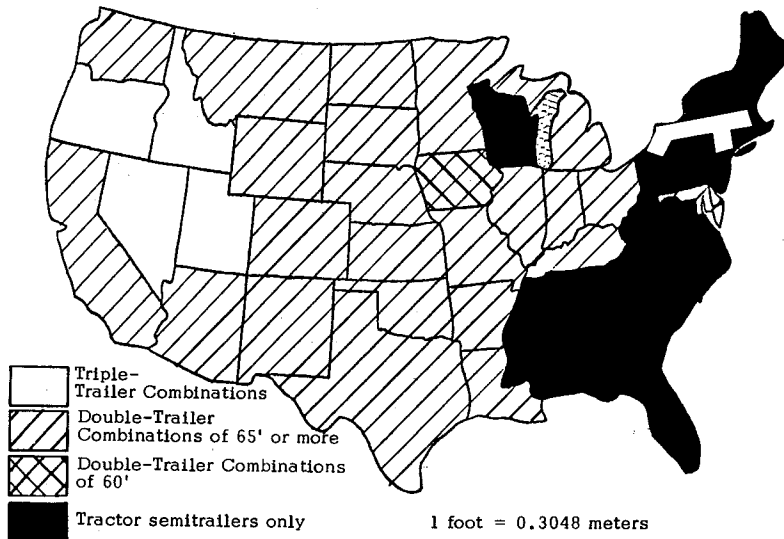 Triple-
Trailer Combinations
Double-Trailer
Combinations of 65' or more
Double-Trailer Combinations
of 60'
Tractor semitrailers only
1 foot = 0.3048 meters